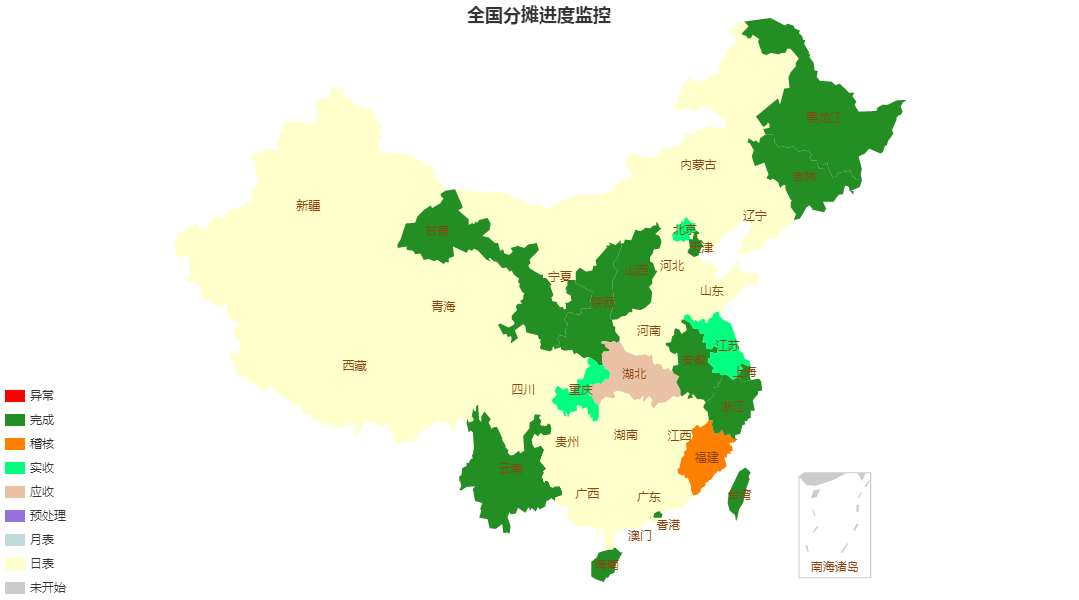 全国分摊进度监控
黑龙江
内蒙古
吉林
新疆
辽宁
甘肃
北京
天津
河北
山西
宁夏
山东
陕西
青海
河南
江苏
安徽
西藏
上海
湖北
四川
重庆
浙江
湖南
江西
贵州
福建
云南
广西
广东
台湾
香港
澳门
海南
南海诸岛
异常
完成
稽核
实收
应收
预处理
月表
日表
未开始